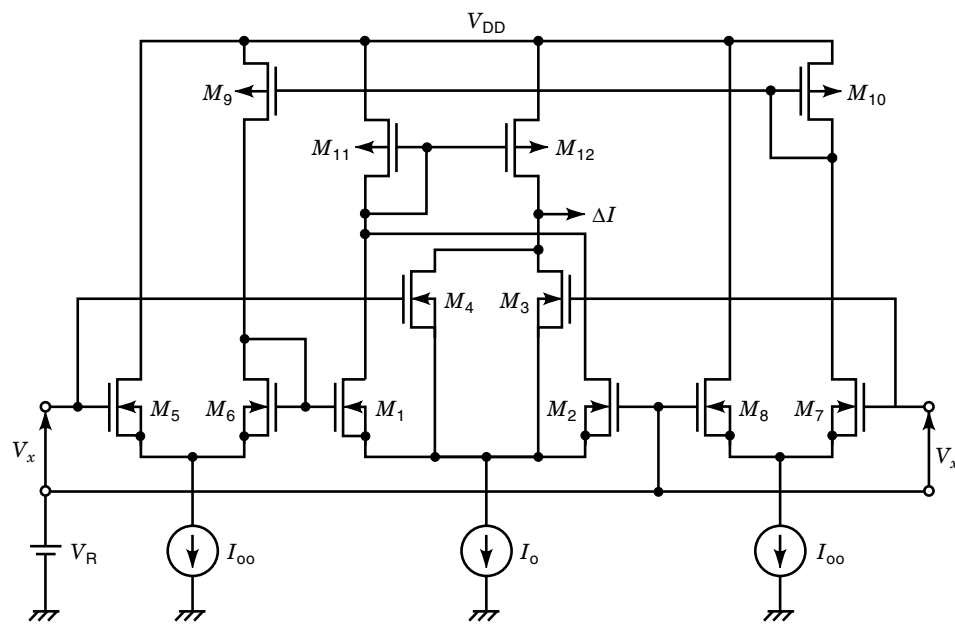 V_DD
M_9
M_10
M_11
M_12
ΔI
M_4
M_3
M_5
M_6
M_1
M_2
M_8
M_7
V_x
V_x
V_R
I_oo
I_o
I_oo